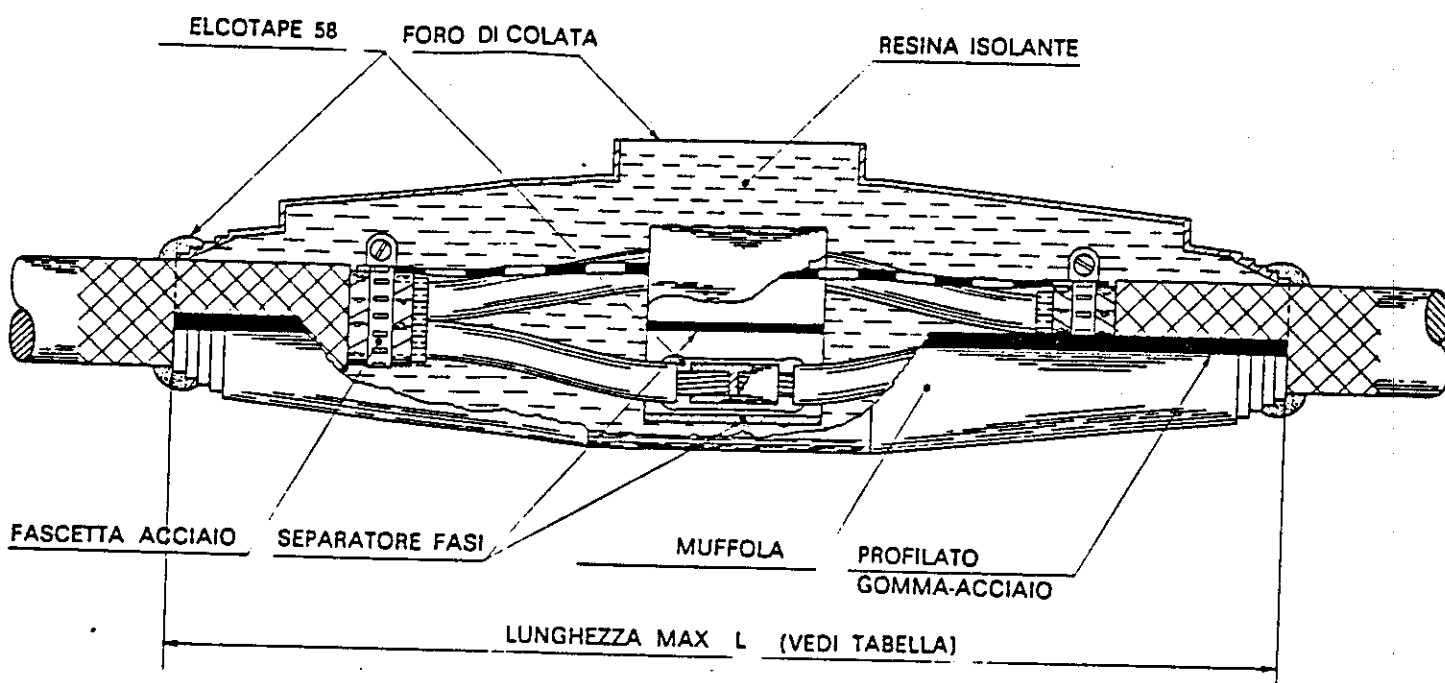 ELCOTAPE 58
FORO DI COLATA
RESINA ISOLANTE
FASCETTA ACCIAIO
SEPARATORE FASI
MUFFOLA
PROFILATO
GOMMA-ACCIAIO
LUNGHEZZA MAX L (VEDI TABELLA)